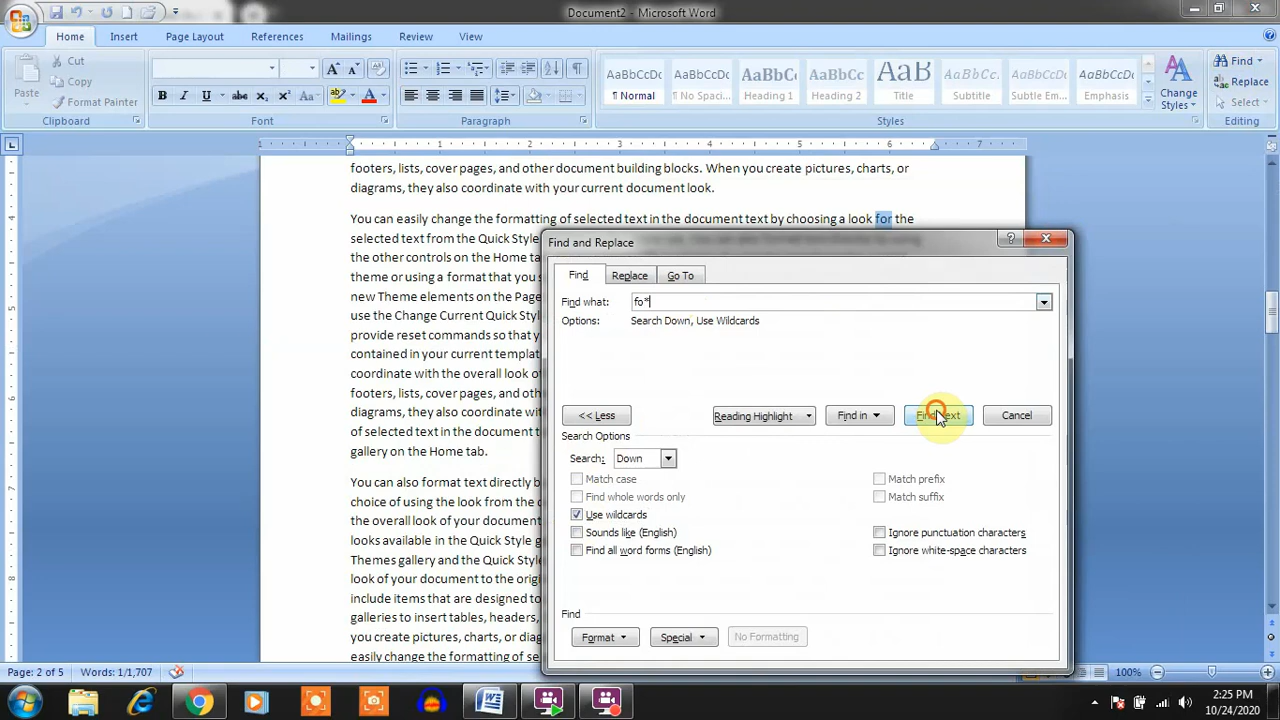 Document2 - Microsoft Word
Home Insert Page Layout References Mailings Review View
Paste
Cut
Copy
Format Painter
Clipboard
Font
Paragraph
AaBbCcDc AaBbCcDc AaBbC AaBbCc AaB AaBbCc. AaBbCcDc AaBbCcDc
¶ Normal ¶ No Spaci... Heading 1 Heading 2 Title Subtitle Subtle Em... Emphasis
Styles
Change Styles
Find
Replace
Select
Editing
footers, lists, cover pages, and other document building blocks. When you create pictures, charts, or
diagrams, they also coordinate with your current document look.
You can easily change the formatting of selected text in the document text by choosing a look for the
selected text from the Quick Style
the other controls on the Home ta
theme or using a format that you s
new Theme elements on the Page
use the Change Current Quick Sty
provide reset commands so that yo
contained in your current templat
coordinate with the overall look of
footers, lists, cover pages, and oth
diagrams, they also coordinate wi
of selected text in the document t
gallery on the Home tab.
You can also format text directly b
choice of using the look from the c
the overall look of your document
looks available in the Quick Style g
Themes gallery and the Quick Styl
look of your document to the origin
include items that are designed to
galleries to insert tables, headers,
you create pictures, charts, or diag
easily change the formatting of se
Find and Replace
Find Replace Go To
Find what: fo*
Options: Search Down, Use Wildcards
<< Less Reading Highlight Find in Find Next Cancel
Search Options
Search: Down
Match case Match prefix
Find whole words only Match suffix
Use wildcards
Sounds like (English) Ignore punctuation characters
Find all word forms (English) Ignore white-space characters
Find
Format Special No Formatting
Page: 2 of 5 Words: 1/1,707 100%
2:25 PM
10/24/2020